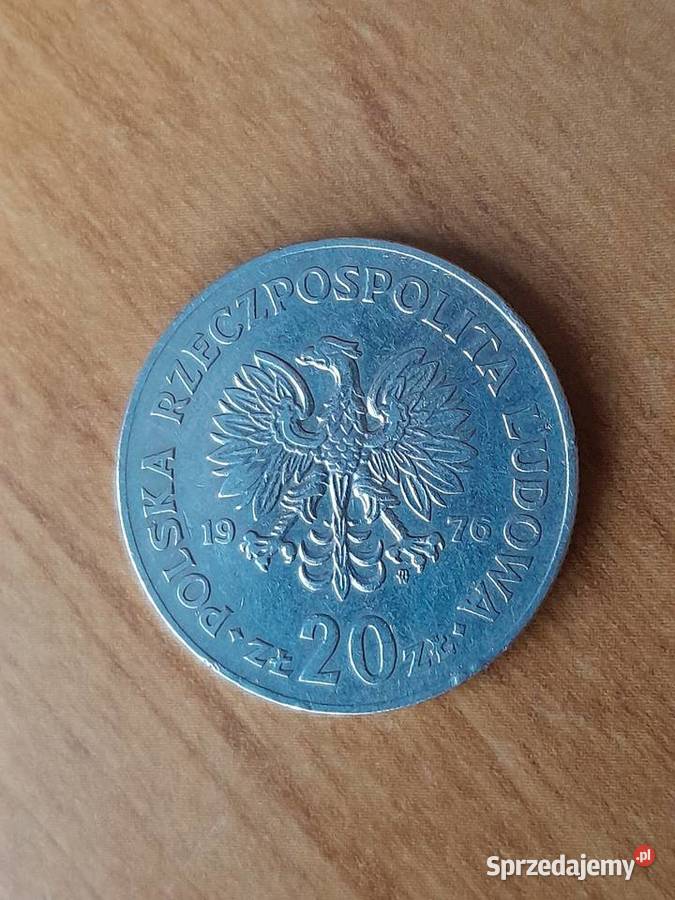 POLSKA RZECZPOSPOLITA LUDOWA
19 76
ZŁ 20 ZŁ
Sprzedajemy.pl